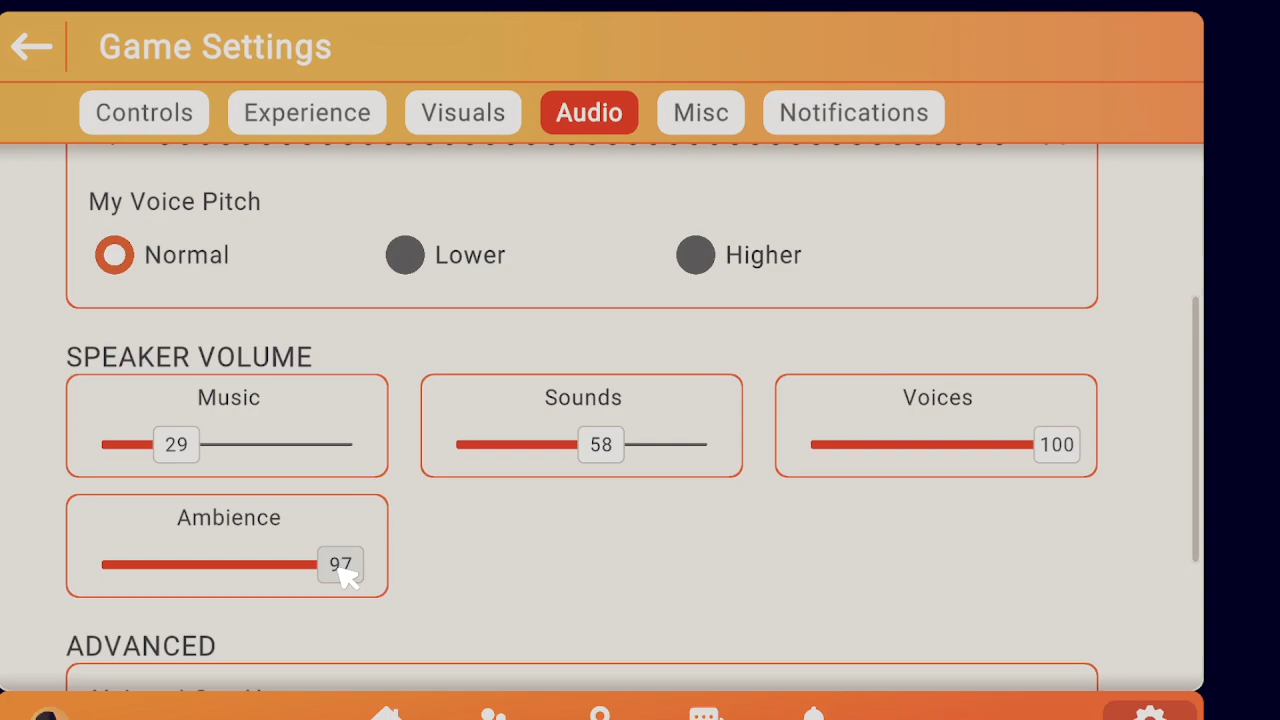 Game Settings
Controls Experience Visuals Audio Misc Notifications
My Voice Pitch
Normal Lower Higher
SPEAKER VOLUME
Music Sounds Voices
29 58 100
Ambience
97
ADVANCED